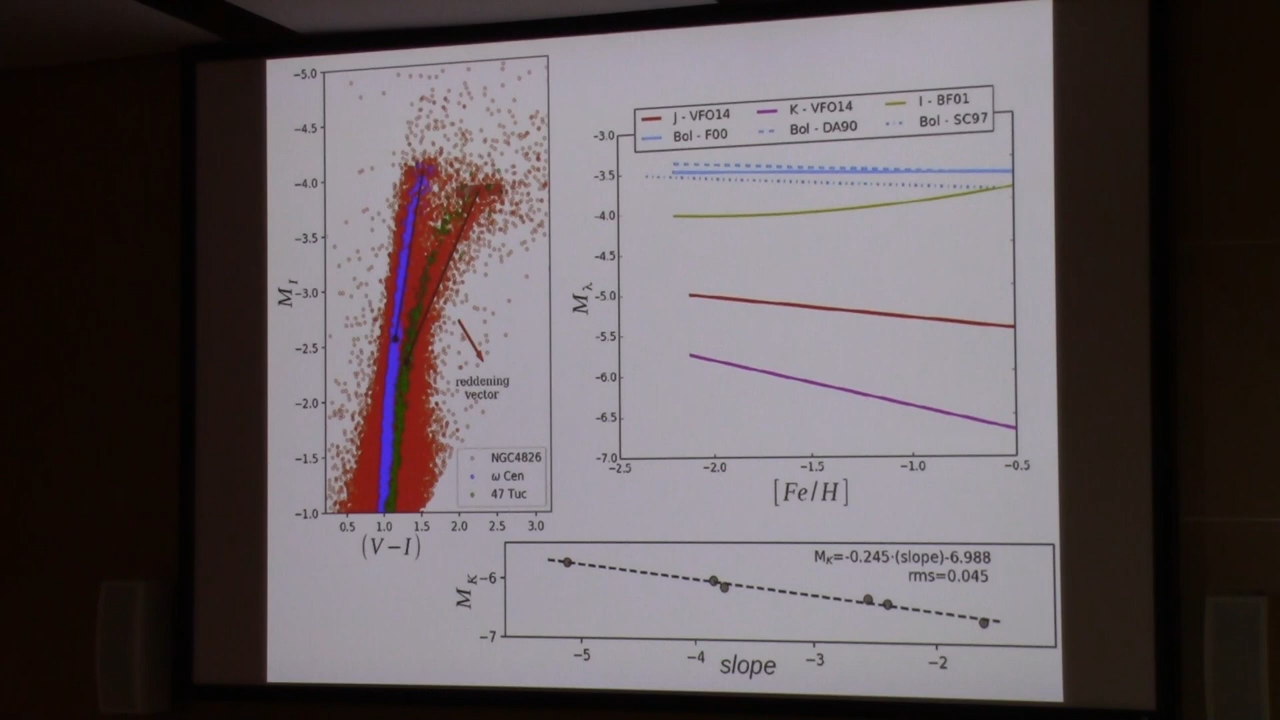 −5.0
−4.5
−4.0
−3.5
−3.0
−2.5
−2.0
−1.5
−1.0
M_I
0.5 1.0 1.5 2.0 2.5 3.0
(V−I)
reddening
vector
NGC4826
ω Cen
47 Tuc
J - VFO14 K - VFO14 I - BF01
Bol - F00 Bol - DA90 Bol - SC97
−3.0
−3.5
−4.0
−4.5
−5.0
−5.5
−6.0
−6.5
−7.0
M_λ
−2.5 −2.0 −1.5 −1.0 −0.5
[Fe/H]
M_K=-0.245·(slope)-6.988
rms=0.045
M_K
−6
−7
−5 −4 −3 −2
slope